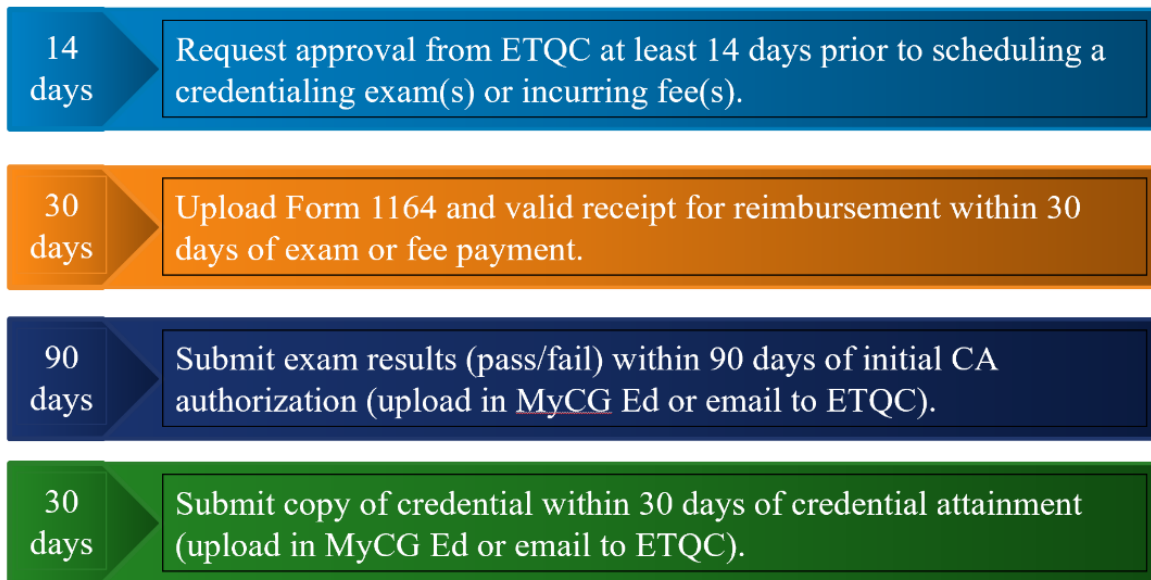 14
days
Request approval from ETQC at least 14 days prior to scheduling a
credentialing exam(s) or incurring fee(s).
30
days
Upload Form 1164 and valid receipt for reimbursement within 30
days of exam or fee payment.
90
days
Submit exam results (pass/fail) within 90 days of initial CA
authorization (upload in MyCG Ed or email to ETQC).
30
days
Submit copy of credential within 30 days of credential attainment
(upload in MyCG Ed or email to ETQC).